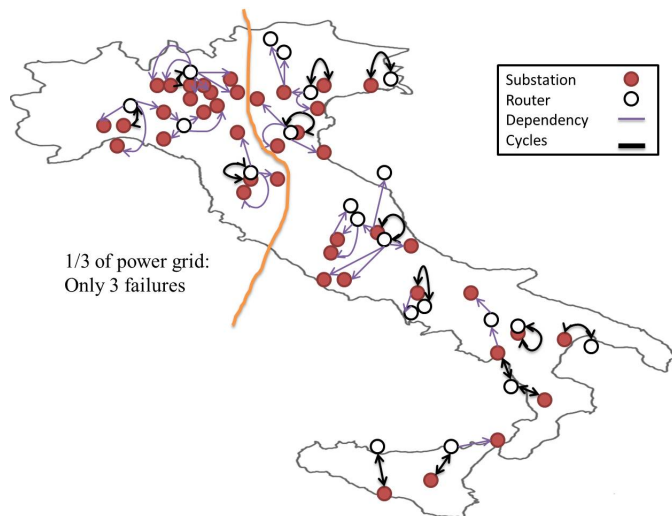 Substation
Router
Dependency
Cycles
1/3 of power grid:
Only 3 failures